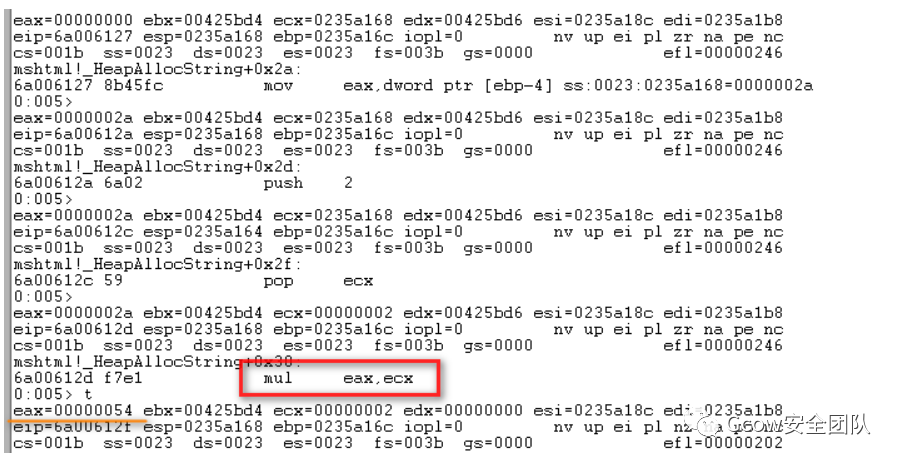 eax=00000000 ebx=00425bd4 ecx=0235a168 edx=00425bd6 esi=0235a18c edi=0235a1b8
eip=6a006127 esp=0235a168 ebp=0235a16c iopl=0         nv up ei pl zr na pe nc
cs=001b  ss=0023  ds=0023  es=0023  fs=003b  gs=0000             efl=00000246
mshtml!_HeapAllocString+0x2a:
6a006127 8b45fc          mov     eax,dword ptr [ebp-4] ss:0023:0235a168=0000002a
0:005>
eax=0000002a ebx=00425bd4 ecx=0235a168 edx=00425bd6 esi=0235a18c edi=0235a1b8
eip=6a00612a esp=0235a168 ebp=0235a16c iopl=0         nv up ei pl zr na pe nc
cs=001b  ss=0023  ds=0023  es=0023  fs=003b  gs=0000             efl=00000246
mshtml!_HeapAllocString+0x2d:
6a00612a 6a02            push    2
0:005>
eax=0000002a ebx=00425bd4 ecx=0235a168 edx=00425bd6 esi=0235a18c edi=0235a1b8
eip=6a00612c esp=0235a164 ebp=0235a16c iopl=0         nv up ei pl zr na pe nc
cs=001b  ss=0023  ds=0023  es=0023  fs=003b  gs=0000             efl=00000246
mshtml!_HeapAllocString+0x2f:
6a00612c 59              pop     ecx
0:005>
eax=0000002a ebx=00425bd4 ecx=00000002 edx=00425bd6 esi=0235a18c edi=0235a1b8
eip=6a00612d esp=0235a168 ebp=0235a16c iopl=0         nv up ei pl zr na pe nc
cs=001b  ss=0023  ds=0023  es=0023  fs=003b  gs=0000             efl=00000246
mshtml!_HeapAllocString+0x30:
6a00612d f7e1            mul     eax,ecx
0:005> t
eax=00000054 ebx=00425bd4 ecx=00000002 edx=00000000 esi=0235a18c edi=0235a1b8
eip=6a00612f esp=0235a168 ebp=0235a16c iopl=0         nv up ei pl nz na pe nc
cs=001b  ss=0023  ds=0023  es=0023  fs=003b  gs=0000             efl=00000202
Gcow安全团队